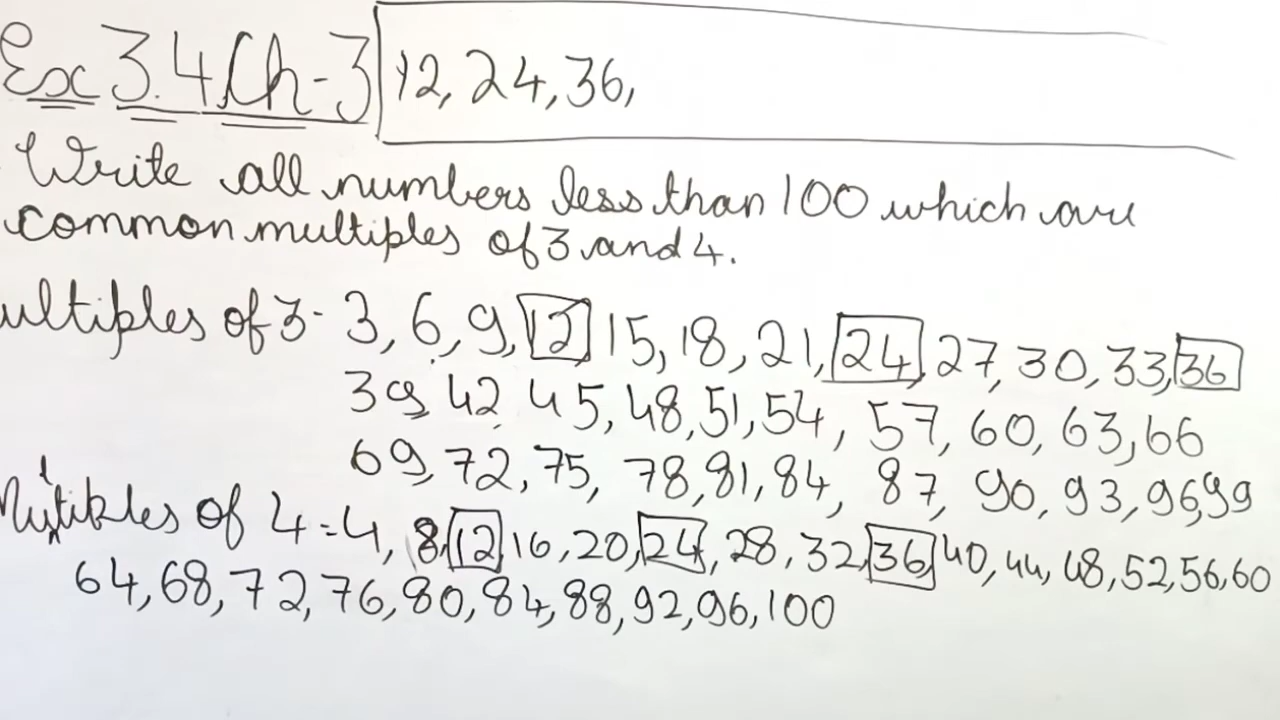 Ex 3.4 Ch-3 12, 24, 36,
Write all numbers less than 100 which are
common multiples of 3 and 4.
ultiples of 3- 3, 6, 9, 12, 15, 18, 21, 24, 27, 30, 33, 36
39, 42, 45, 48, 51, 54, 57, 60, 63, 66
69, 72, 75, 78, 81, 84, 87, 90, 93, 96, 99
of 4 = 4, 8, 12, 16, 20, 24, 28, 32, 36, 40, 44, 48, 52, 56, 60
64, 68, 72, 76, 80, 84, 88, 92, 96, 100